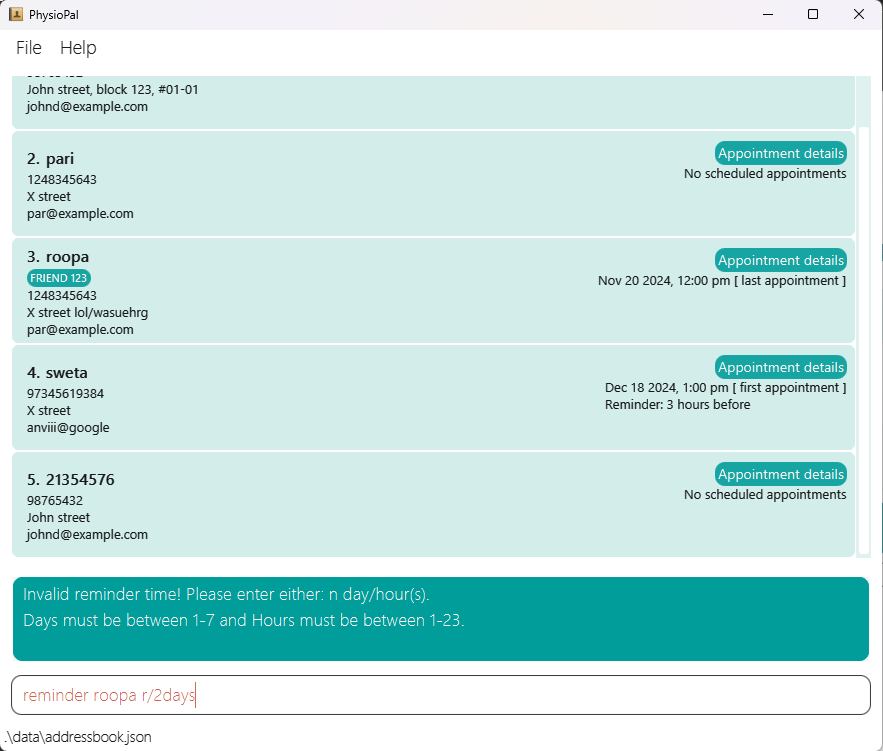 PhysioPal
File Help
John street, block 123, #01-01
johnd@example.com
2. pari
Appointment details
1248345643
No scheduled appointments
X street
par@example.com
3. roopa
Appointment details
FRIEND 123
Nov 20 2024, 12:00 pm [ last appointment ]
1248345643
X street lol/wasuehrg
par@example.com
4. sweta
Appointment details
97345619384
Dec 18 2024, 1:00 pm [ first appointment ]
X street
Reminder: 3 hours before
anviii@google
5. 21354576
Appointment details
98765432
No scheduled appointments
John street
johnd@example.com
Invalid reminder time! Please enter either: n day/hour(s).
Days must be between 1-7 and Hours must be between 1-23.
reminder roopa r/2days
.\data\addressbook.json